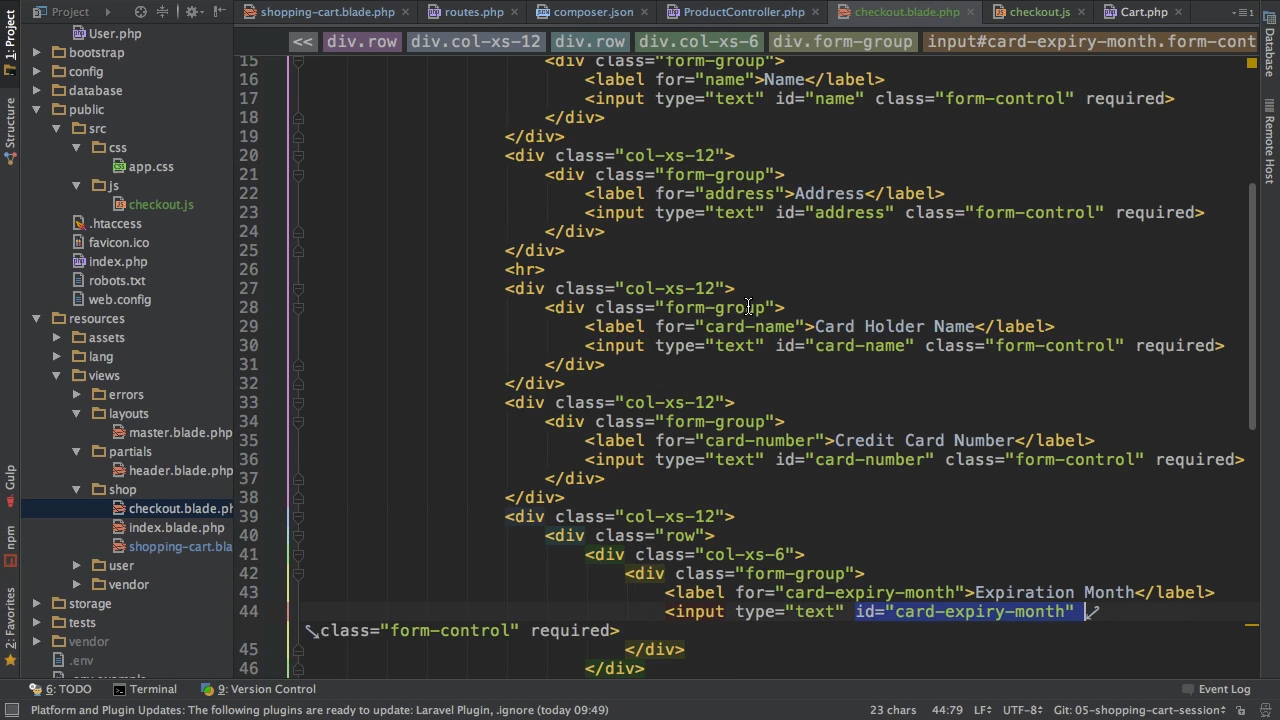 1: Project
Structure
Gulp
npm
2: Favorites
Project
User.php
bootstrap
config
database
public
src
css
app.css
js
checkout.js
.htaccess
favicon.ico
index.php
robots.txt
web.config
resources
assets
lang
views
errors
layouts
master.blade.php
partials
header.blade.php
shop
checkout.blade.ph
index.blade.php
shopping-cart.bla
user
vendor
storage
tests
vendor
.env
shopping-cart.blade.php × routes.php × composer.json × ProductController.php × checkout.blade.php × checkout.js × Cart.php ×
<< div.row div.col-xs-12 div.row div.col-xs-6 div.form-group input#card-expiry-month.form-cont
15 <div class="form-group">
16 <label for="name">Name</label>
17 <input type="text" id="name" class="form-control" required>
18 </div>
19 </div>
20 <div class="col-xs-12">
21 <div class="form-group">
22 <label for="address">Address</label>
23 <input type="text" id="address" class="form-control" required>
24 </div>
25 </div>
26 <hr>
27 <div class="col-xs-12">
28 <div class="form-group">
29 <label for="card-name">Card Holder Name</label>
30 <input type="text" id="card-name" class="form-control" required>
31 </div>
32 </div>
33 <div class="col-xs-12">
34 <div class="form-group">
35 <label for="card-number">Credit Card Number</label>
36 <input type="text" id="card-number" class="form-control" required>
37 </div>
38 </div>
39 <div class="col-xs-12">
40 <div class="row">
41 <div class="col-xs-6">
42 <div class="form-group">
43 <label for="card-expiry-month">Expiration Month</label>
44 <input type="text" id="card-expiry-month"
class="form-control" required>
45 </div>
46 </div>
Database
Remote Host
6: TODO Terminal 9: Version Control Event Log
Platform and Plugin Updates: The following plugins are ready to update: Laravel Plugin, .ignore (today 09:49) 23 chars 44:79 LF÷ UTF-8÷ Git: 05-shopping-cart-session÷